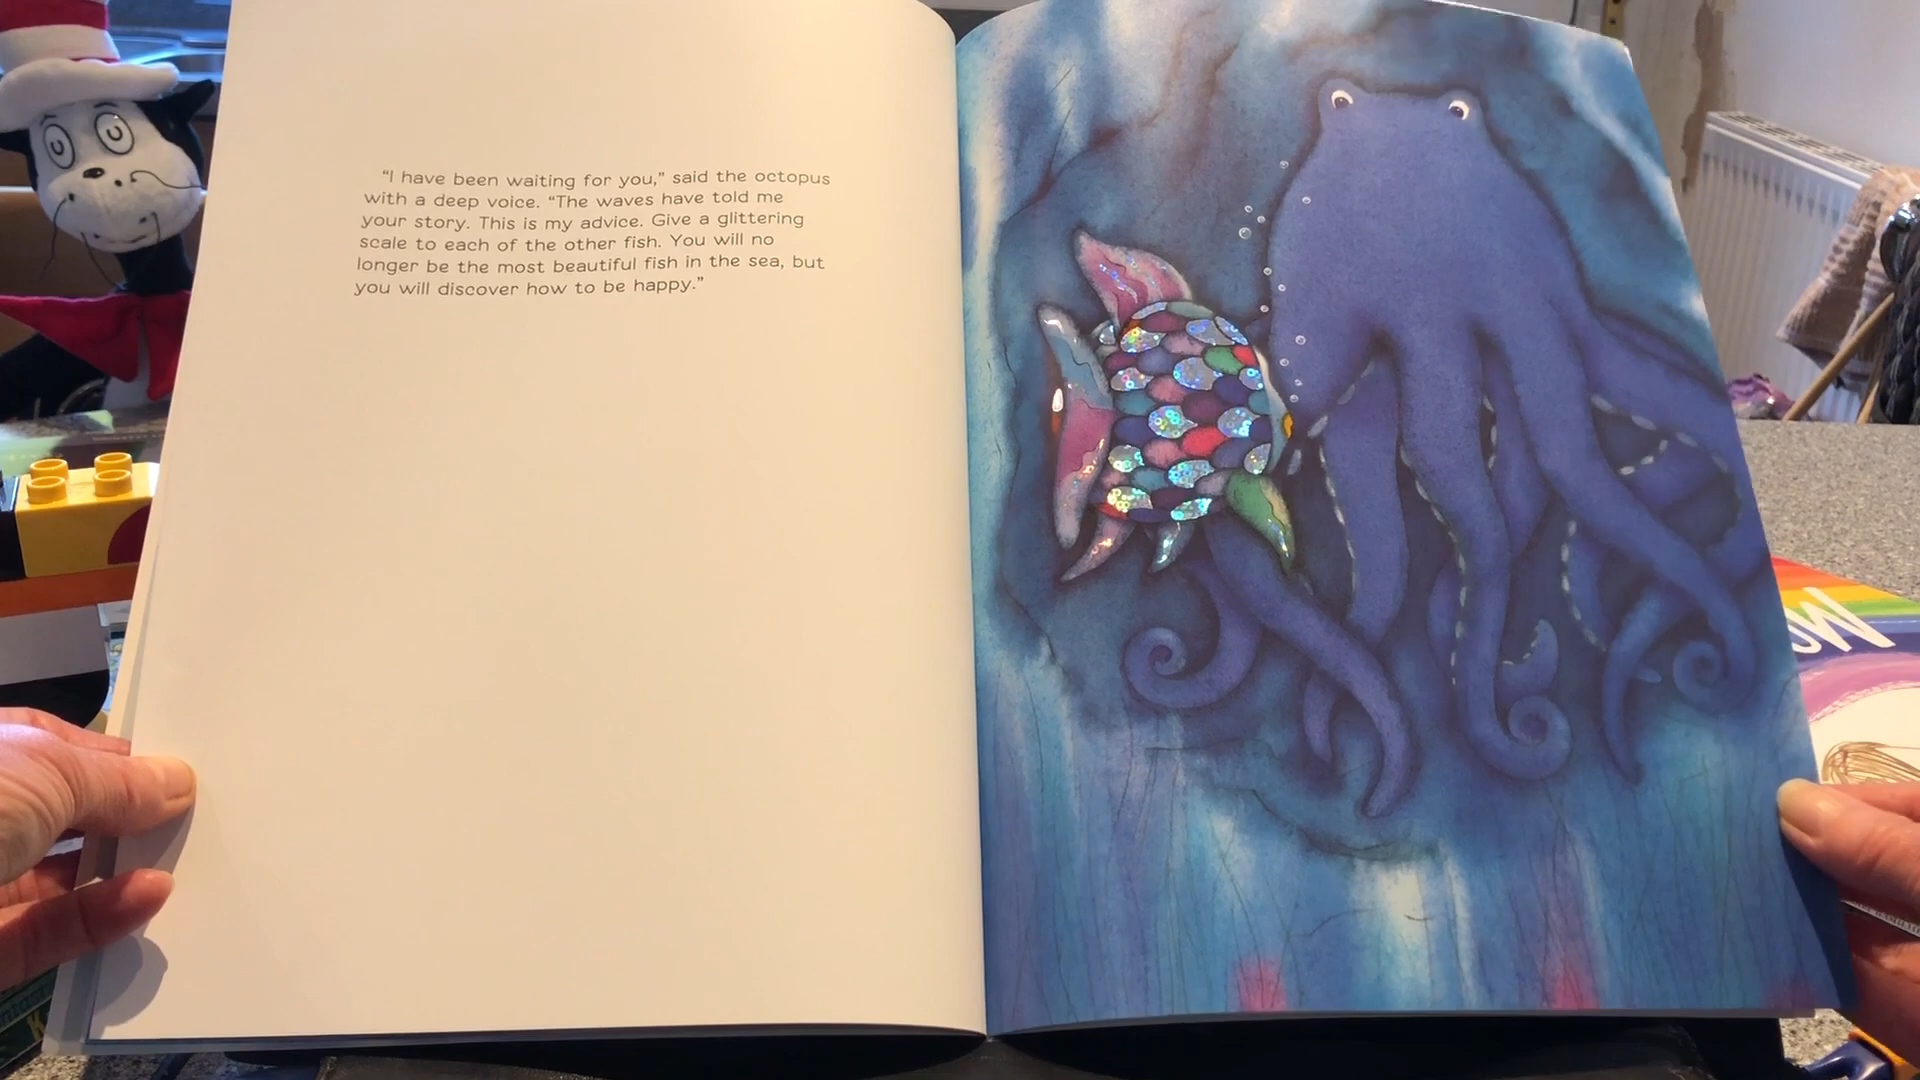 “I have been waiting for you,” said the octopus
with a deep voice. “The waves have told me
your story. This is my advice. Give a glittering
scale to each of the other fish. You will no
longer be the most beautiful fish in the sea, but
you will discover how to be happy.”
OW